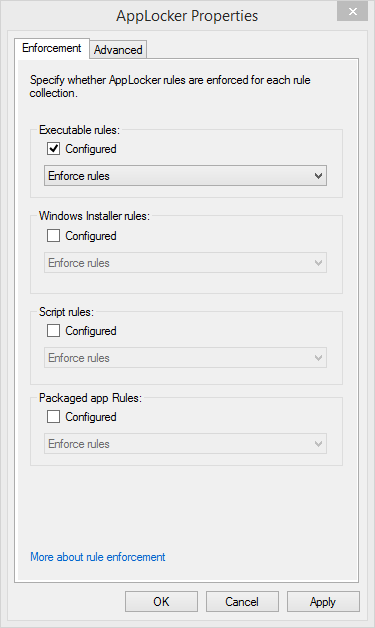 AppLocker Properties
Enforcement
Advanced
Specify whether AppLocker rules are enforced for each rule
collection.
Executable rules:
Configured
Enforce rules
Windows Installer rules:
Configured
Enforce rules
Script rules:
Configured
Enforce rules
Packaged app Rules:
Configured
Enforce rules
More about rule enforcement
OK
Cancel
Apply